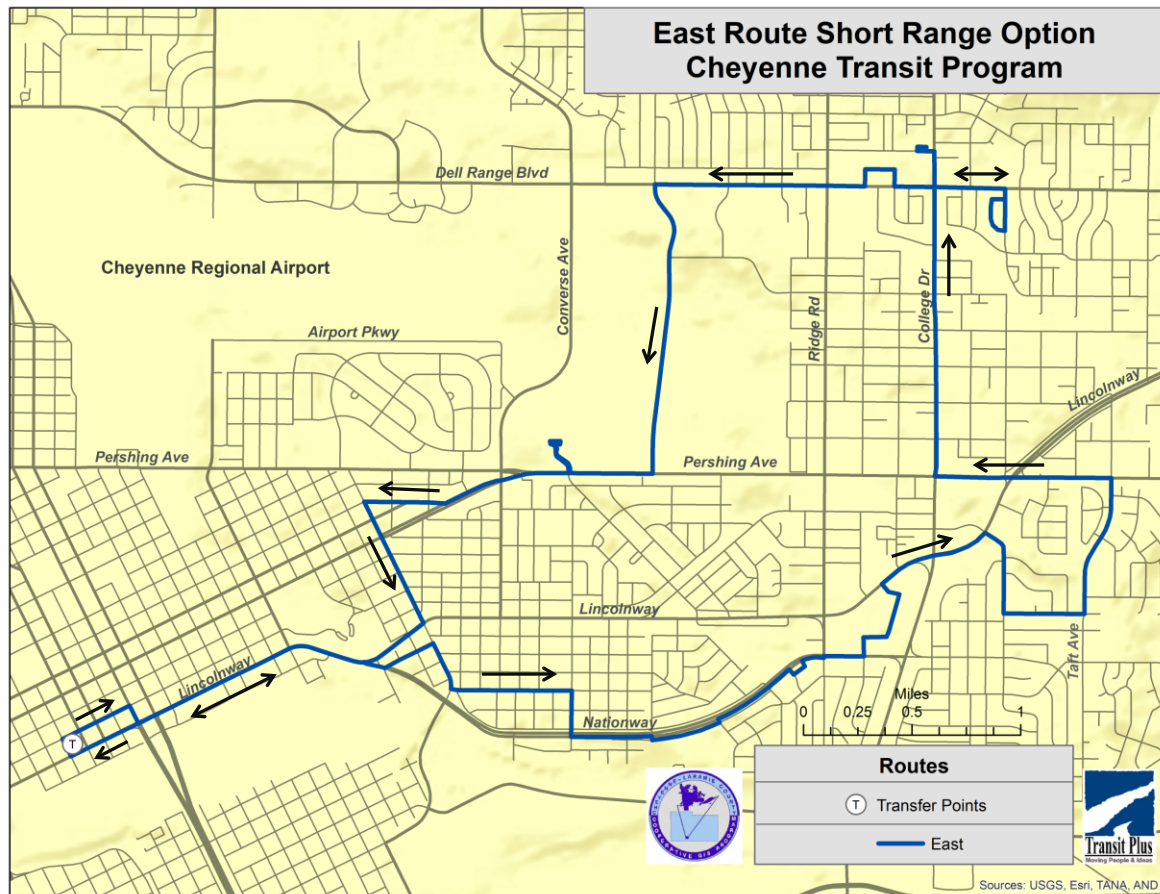 East Route Short Range Option
Cheyenne Transit Program
Dell Range Blvd
Cheyenne Regional Airport
Converse Ave
Ridge Rd
College Dr
Airport Pkwy
Lincolnway
Pershing Ave
Pershing Ave
Lincolnway
Taft Ave
Lincolnway
Nationway
Miles
0 0.25 0.5 1
T
Routes
T Transfer Points
East
Transit Plus
Moving People & Ideas
Sources: USGS, Esri, TANA, AND